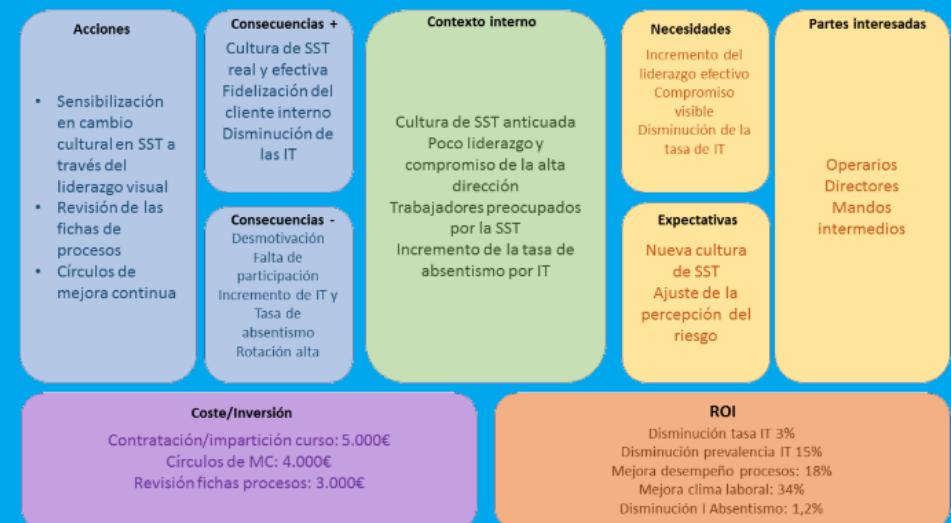 Acciones
• Sensibilización
en cambio
cultural en SST a
través del
liderazgo visual
• Revisión de las
fichas de
procesos
• Círculos de
mejora continua
Consecuencias +
Cultura de SST
real y efectiva
Fidelización del
cliente interno
Disminución de
las IT
Consecuencias -
Desmotivación
Falta de
participación
Incremento de IT y
Tasa de
absentismo
Rotación alta
Contexto interno
Cultura de SST anticuada
Poco liderazgo y
compromiso de la alta
dirección
Trabajadores preocupados
por la SST
Incremento de la tasa de
absentismo por IT
Necesidades
Incremento del
liderazgo efectivo
Compromiso
visible
Disminución de la
tasa de IT
Expectativas
Nueva cultura
de SST
Ajuste de la
percepción del
riesgo
Partes interesadas
Operarios
Directores
Mandos
intermedios
Coste/Inversión
Contratación/impartición curso: 5.000€
Círculos de MC: 4.000€
Revisión fichas procesos: 3.000€
ROI
Disminución tasa IT 3%
Disminución prevalencia IT 15%
Mejora desempeño procesos: 18%
Mejora clima laboral: 34%
Disminución I Absentismo: 1,2%